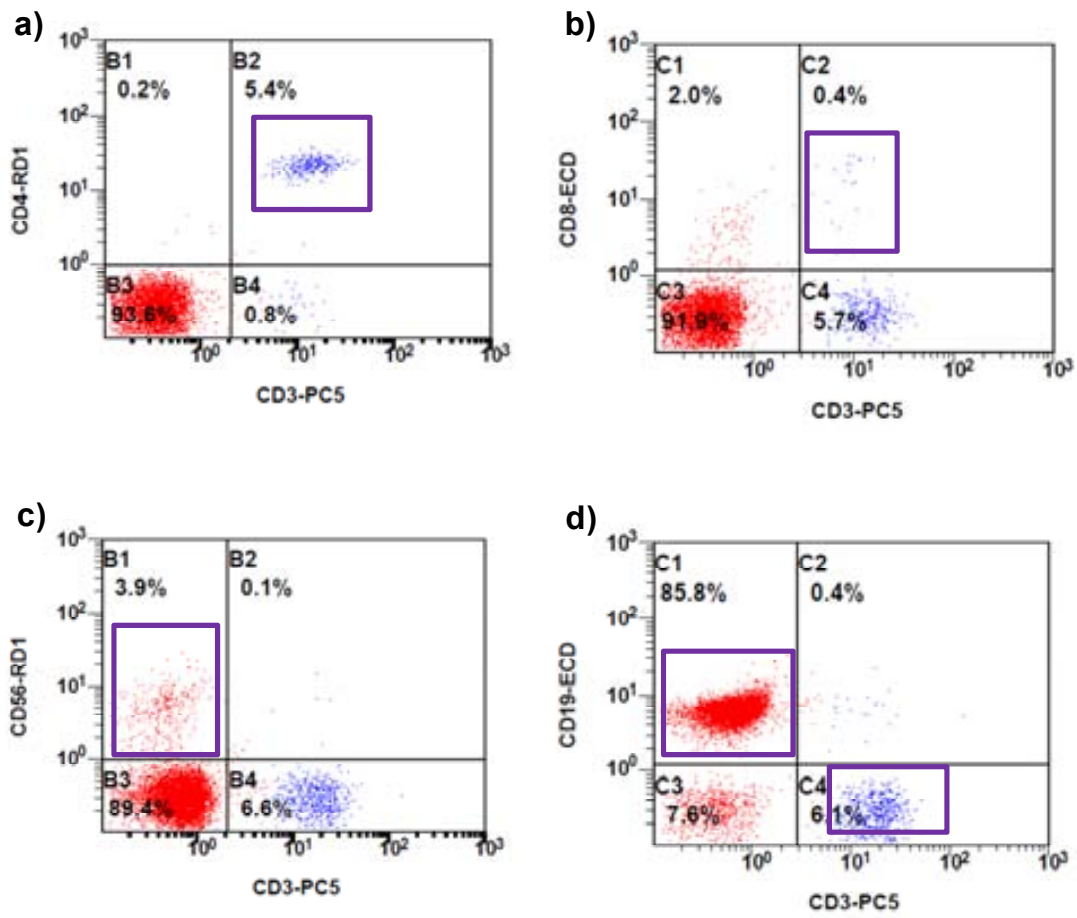 a)
10³
B1 B2
0.2% 5.4%
10²
10¹
10⁰
B3 B4
93.6% 0.8%
10⁰ 10¹ 10² 10³
CD4-RD1
CD3-PC5
b)
10³
C1 C2
2.0% 0.4%
10²
10¹
10⁰
C3 C4
91.9% 5.7%
10⁰ 10¹ 10² 10³
CD8-ECD
CD3-PC5
c)
10³
B1 B2
3.9% 0.1%
10²
10¹
10⁰
B3 B4
89.4% 6.6%
10⁰ 10¹ 10² 10³
CD56-RD1
CD3-PC5
d)
10³
C1 C2
85.8% 0.4%
10²
10¹
10⁰
C3 C4
7.6% 6.1%
10⁰ 10¹ 10² 10³
CD19-ECD
CD3-PC5